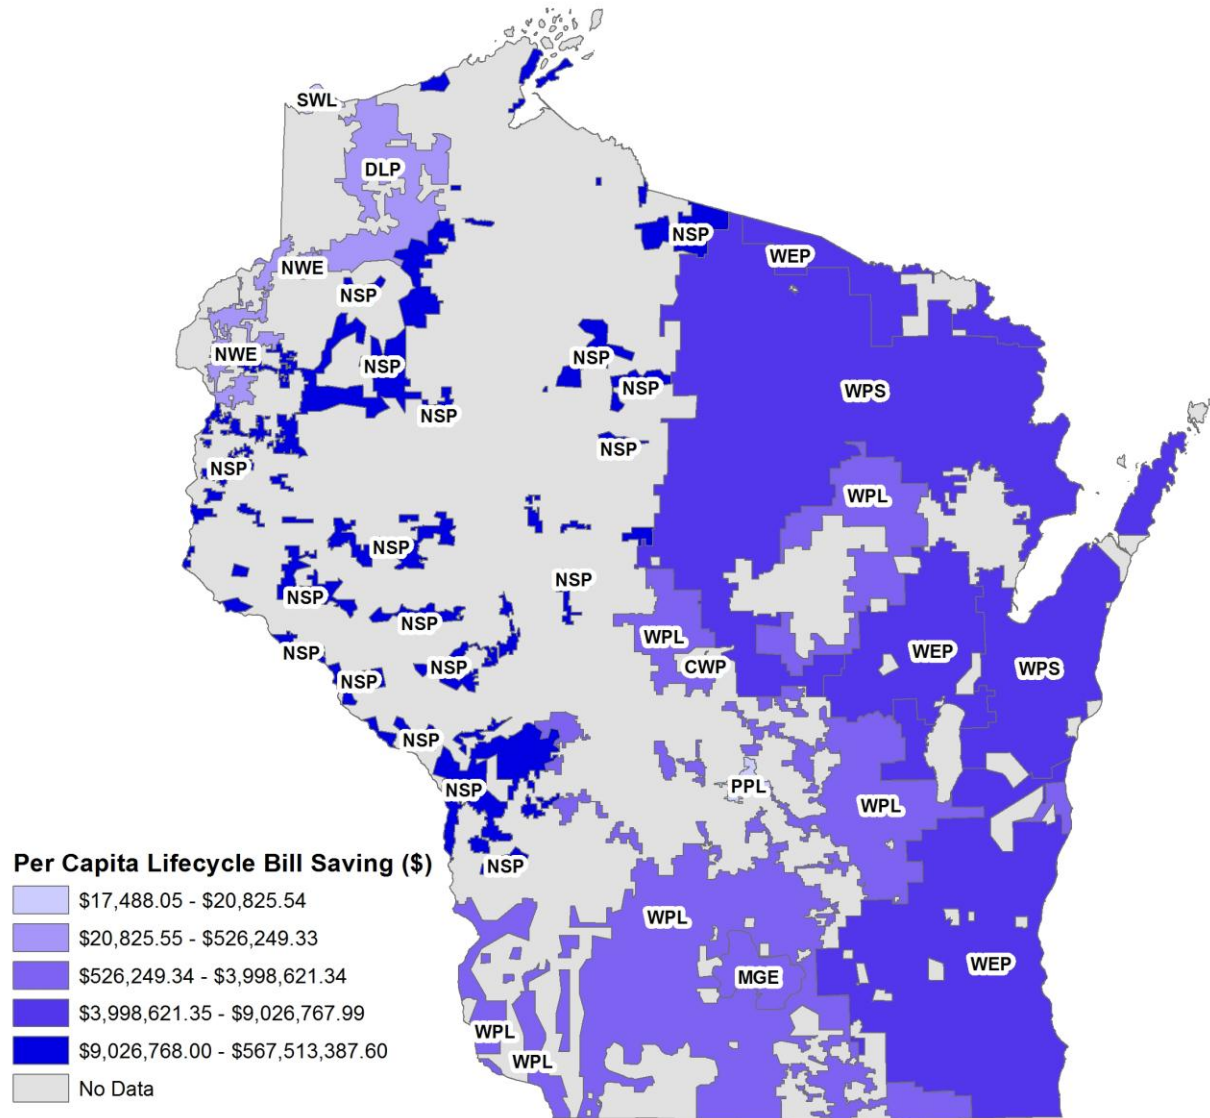 SWL
DLP
NSP
WEP
NWE
NSP
NWE
NSP
NSP
NSP
WPS
NSP
NSP
NSP
WPL
NSP
NSP
NSP
NSP
WPL
NSP
WEP
NSP
CWP
WPS
NSP
NSP
NSP
PPL
WPL
NSP
WPL
WEP
MGE
WPL
WPL
Per Capita Lifecycle Bill Saving ($)
$17,488.05 - $20,825.54
$20,825.55 - $526,249.33
$526,249.34 - $3,998,621.34
$3,998,621.35 - $9,026,767.99
$9,026,768.00 - $567,513,387.60
No Data